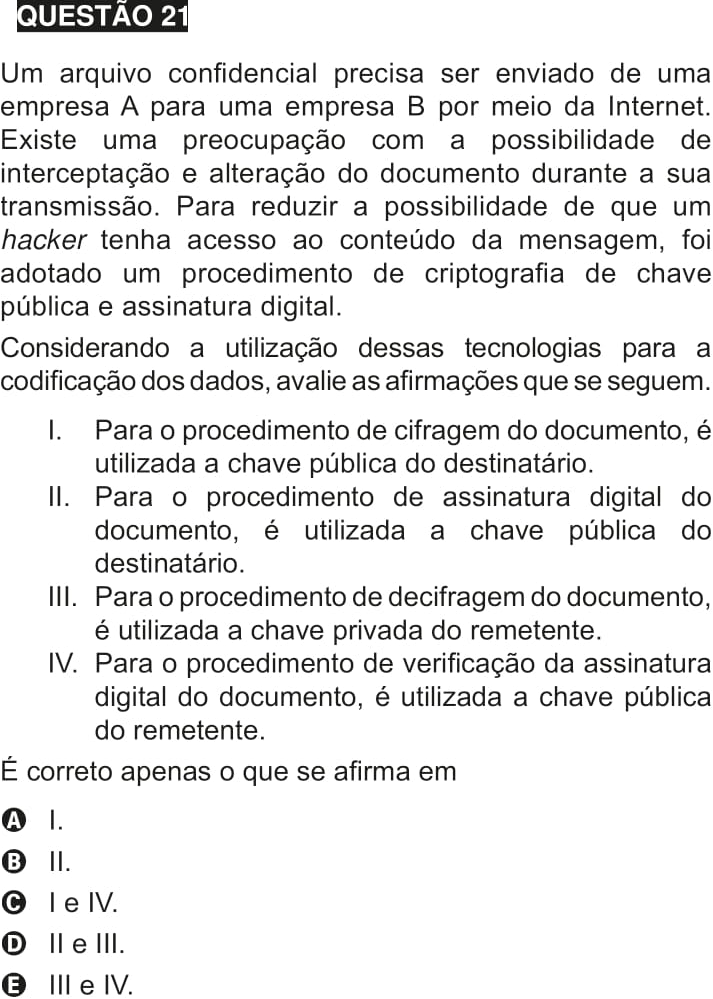 QUESTÃO 21
Um arquivo confidencial precisa ser enviado de uma
empresa A para uma empresa B por meio da Internet.
Existe uma preocupação com a possibilidade de
interceptação e alteração do documento durante a sua
transmissão. Para reduzir a possibilidade de que um
hacker tenha acesso ao conteúdo da mensagem, foi
adotado um procedimento de criptografia de chave
pública e assinatura digital.
Considerando a utilização dessas tecnologias para a
codificação dos dados, avalie as afirmações que se seguem.
I. Para o procedimento de cifragem do documento, é
utilizada a chave pública do destinatário.
II. Para o procedimento de assinatura digital do
documento, é utilizada a chave pública do
destinatário.
III. Para o procedimento de decifragem do documento,
é utilizada a chave privada do remetente.
IV. Para o procedimento de verificação da assinatura
digital do documento, é utilizada a chave pública
do remetente.
É correto apenas o que se afirma em
A I.
B II.
C I e IV.
D II e III.
E III e IV.